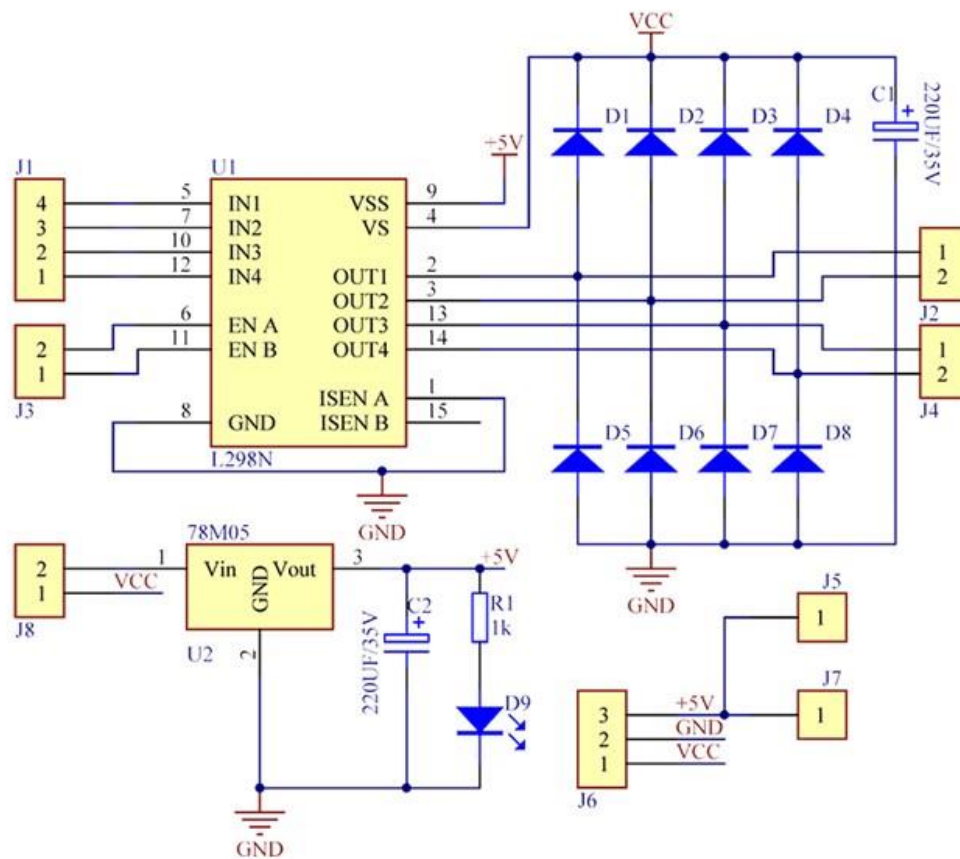 VCC
D1 D2 D3 D4
C1
220UF/35V
+5V
J1
U1
4 5 IN1 VSS 9
3 7 IN2 VS 4
2 10 IN3
1 12 IN4 OUT1 2
OUT2 3
1
2
J2
2 6 EN A OUT3 13
1 11 EN B OUT4 14
1
2
J3
J4
ISEN A 1
8 GND ISEN B 15
L298N
GND
D5 D6 D7 D8
GND
78M05
2 1 Vin Vout 3 +5V
1 VCC GND
J8
U2
2
C2
220UF/35V
R1
1k
D9
GND
J5
1
J7
1
3 +5V
2 GND
1 VCC
J6